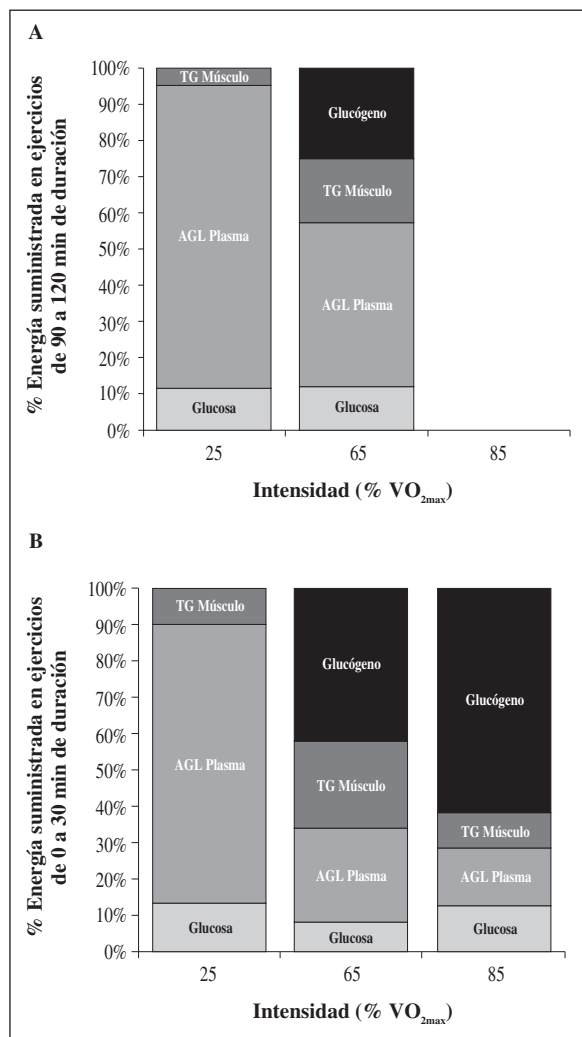 A
% Energía suministrada en ejercicios
de 90 a 120 min de duración
100%
90%
80%
70%
60%
50%
40%
30%
20%
10%
0%
TG Músculo
AGL Plasma
Glucosa
Glucógeno
TG Músculo
AGL Plasma
Glucosa
25
65
85
Intensidad (% VO2max)
B
% Energía suministrada en ejercicios
de 0 a 30 min de duración
100%
90%
80%
70%
60%
50%
40%
30%
20%
10%
0%
TG Músculo
AGL Plasma
Glucosa
Glucógeno
TG Músculo
AGL Plasma
Glucosa
Glucógeno
TG Músculo
AGL Plasma
Glucosa
25
65
85
Intensidad (% VO2max)